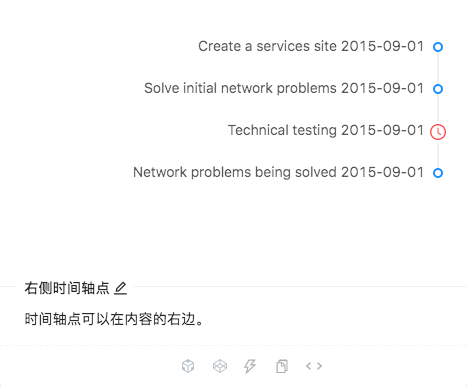 Create a services site 2015-09-01
Solve initial network problems 2015-09-01
Technical testing 2015-09-01
Network problems being solved 2015-09-01
右侧时间轴点
时间轴点可以在内容的右边。